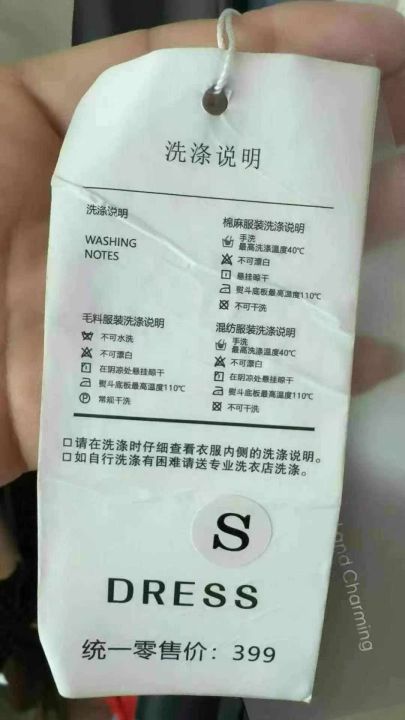 洗涤说明
洗涤说明
WASHING
NOTES
棉麻服装洗涤说明
手洗
最高洗涤温度40℃
不可漂白
悬挂晾干
熨斗底板最高温度110℃
不可干洗
毛料服装洗涤说明
不可水洗
不可漂白
在阴凉处悬挂晾干
熨斗底板最高温度110℃
P 常规干洗
混纺服装洗涤说明
手洗
最高洗涤温度40℃
不可漂白
在阴凉处悬挂晾干
熨斗底板最高温度110℃
不可干洗
□请在洗涤时仔细查看衣服内侧的洗涤说明。
□如自行洗涤有困难请送专业洗衣店洗涤。
S
DRESS
统一零售价：399
and Charming